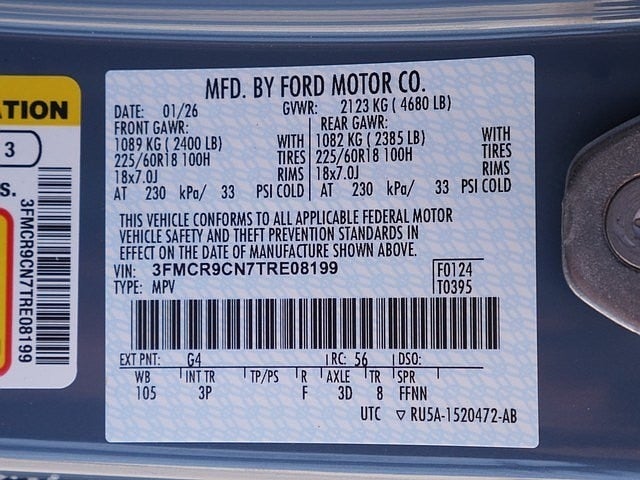 MFD. BY FORD MOTOR CO.
DATE: 01/26 GVWR: 2123 KG ( 4680 LB)
FRONT GAWR: REAR GAWR:
1089 KG ( 2400 LB) WITH 1082 KG ( 2385 LB) WITH
225/60R18 100H TIRES 225/60R18 100H TIRES
18x7.0J RIMS 18x7.0J RIMS
AT 230 kPa/ 33 PSI COLD AT 230 kPa/ 33 PSI COLD
THIS VEHICLE CONFORMS TO ALL APPLICABLE FEDERAL MOTOR
VEHICLE SAFETY AND THEFT PREVENTION STANDARDS IN
EFFECT ON THE DATE OF MANUFACTURE SHOWN ABOVE.
VIN: 3FMCR9CN7TRE08199 F0124
TYPE: MPV T0395
EXT PNT: G4 RC: 56 DSO:
WB INT TR TP/PS R AXLE TR SPR
105 3P F 3D 8 FFNN
UTC ▽ RU5A-1520472-AB
ATION
3
s.
3FMCR9CN7TRE08199